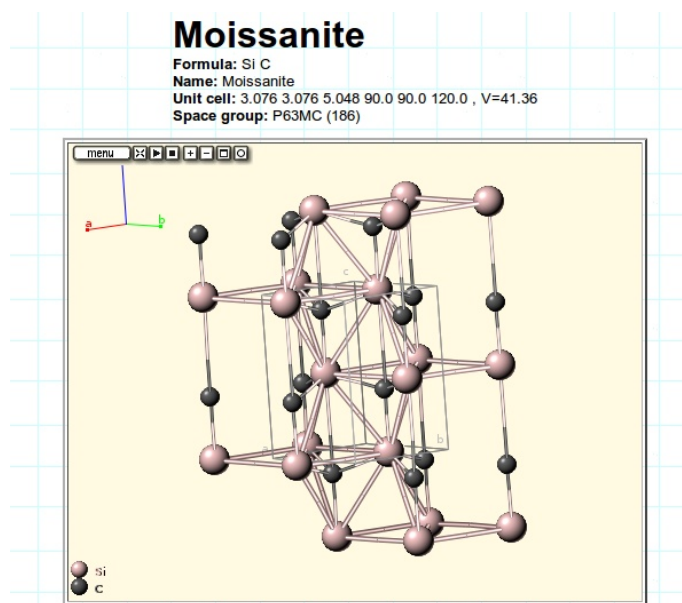 Moissanite
Formula: Si C
Name: Moissanite
Unit cell: 3.076 3.076 5.048 90.0 90.0 120.0 , V=41.36
Space group: P63MC (186)
menu
a b
c
a b
Si
C